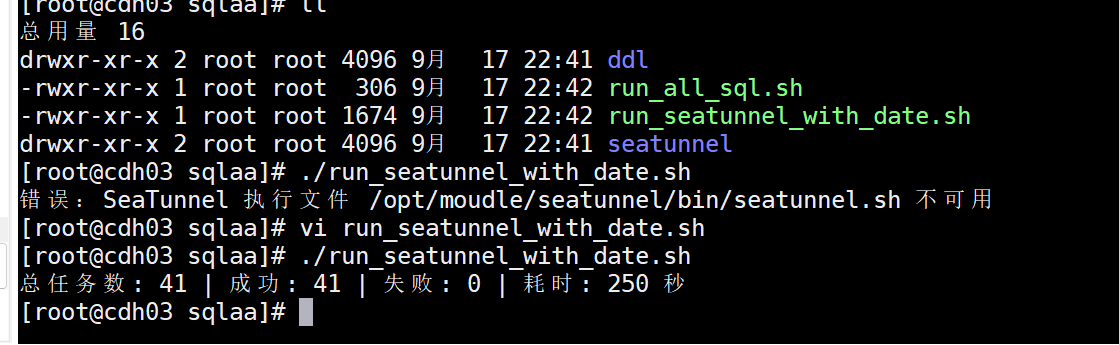 [root@cdh03 sqlaa]# ll
总用量 16
drwxr-xr-x 2 root root 4096 9月  17 22:41 ddl
-rwxr-xr-x 1 root root  306 9月  17 22:42 run_all_sql.sh
-rwxr-xr-x 1 root root 1674 9月  17 22:42 run_seatunnel_with_date.sh
drwxr-xr-x 2 root root 4096 9月  17 22:41 seatunnel
[root@cdh03 sqlaa]# ./run_seatunnel_with_date.sh
错误: SeaTunnel 执行文件 /opt/moudle/seatunnel/bin/seatunnel.sh 不可用
[root@cdh03 sqlaa]# vi run_seatunnel_with_date.sh
[root@cdh03 sqlaa]# ./run_seatunnel_with_date.sh
总任务数: 41 | 成功: 41 | 失败: 0 | 耗时: 250 秒
[root@cdh03 sqlaa]#